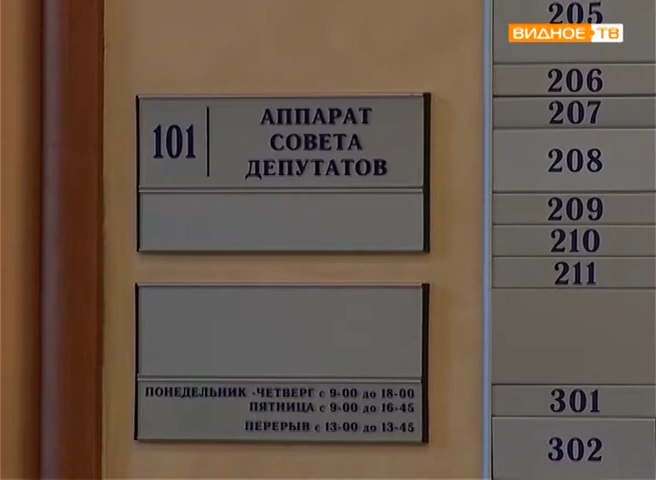 ВИДНОЕ ТВ
101
АППАРАТ
СОВЕТА
ДЕПУТАТОВ
ПОНЕДЕЛЬНИК -ЧЕТВЕРГ с 9-00 до 18-00
ПЯТНИЦА с 9-00 до 16-45
ПЕРЕРЫВ с 13-00 до 13-45
205
206
207
208
209
210
211
301
302